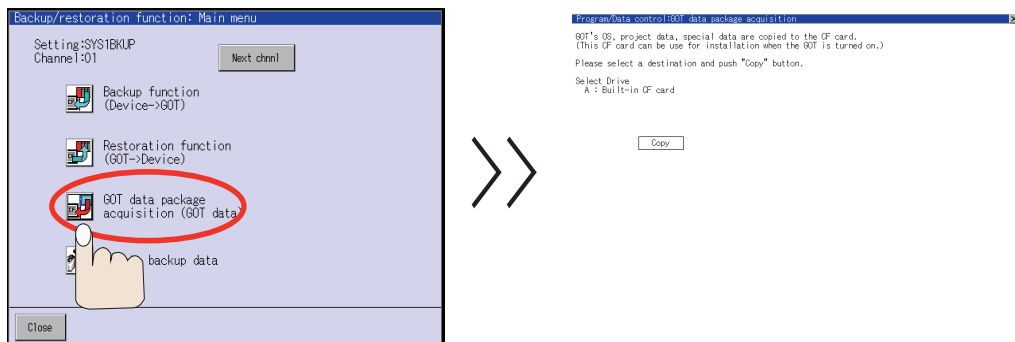 Backup/restoration function: Main menu
Setting:SYS1BKUP
Channel:01
Next chnnl
Backup function
(Device->GOT)
Restoration function
(GOT->Device)
GOT data package
acquisition (GOT data)
backup data
Close
Program/Data control:GOT data package acquisition
GOT's OS, project data, special data are copied to the CF card.
(This CF card can be use for installation when the GOT is turned on.)
Please select a destination and push "Copy" button.
Select Drive
A : Built-in CF card
Copy